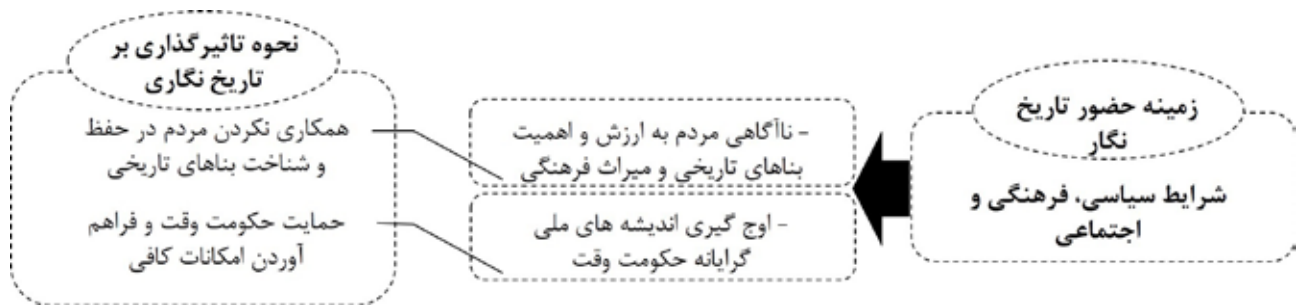 زمینه حضور تاریخ
نگار
شرایط سیاسی، فرهنگی و
اجتماعی
- ناآگاهی مردم به ارزش و اهمیت
بناهای تاریخی و میراث فرهنگی
- اوج گیری اندیشه های ملی
گرایانه حکومت وقت
نحوه تاثیرگذاری بر
تاریخ نگاری
همکاری نکردن مردم در حفظ
و شناخت بناهای تاریخی
حمایت حکومت وقت و فراهم
آوردن امکانات کافی